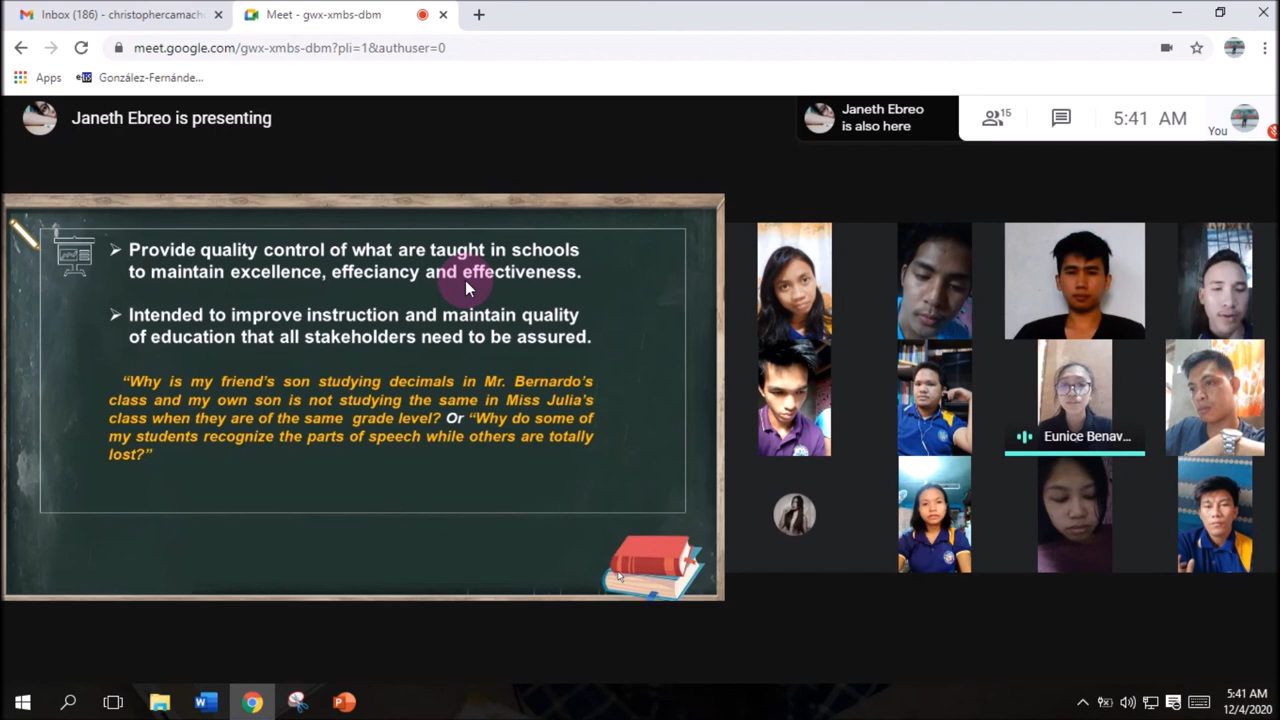 Inbox (186) - christophercamach
Meet - gwx-xmbs-dbm
meet.google.com/gwx-xmbs-dbm?pli=1&authuser=0
Apps
González-Fernánde...
Janeth Ebreo is presenting
Janeth Ebreo
is also here
15
5:41 AM
You
Provide quality control of what are taught in schools
to maintain excellence, effeciancy and effectiveness.
Intended to improve instruction and maintain quality
of education that all stakeholders need to be assured.
“Why is my friend’s son studying decimals in Mr. Bernardo’s
class and my own son is not studying the same in Miss Julia’s
class when they are of the same grade level? Or “Why do some of
my students recognize the parts of speech while others are totally
lost?”
Eunice Benav...
5:41 AM
12/4/2020